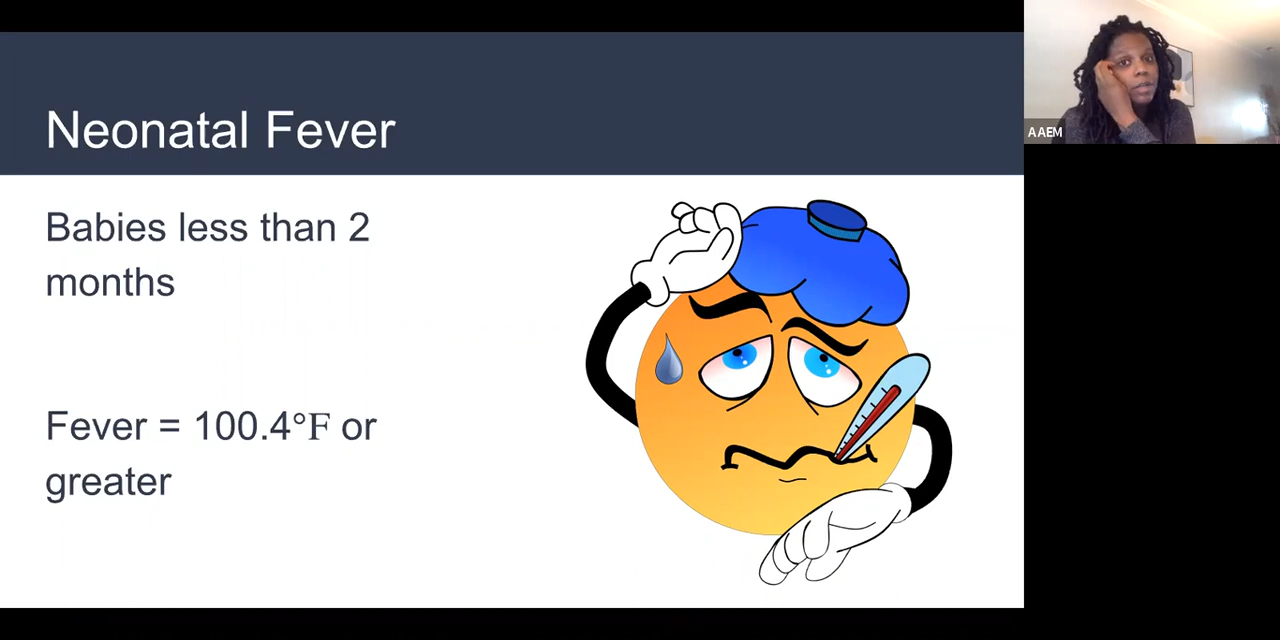 Neonatal Fever
Babies less than 2
months
Fever = 100.4°F or
greater
AAEM